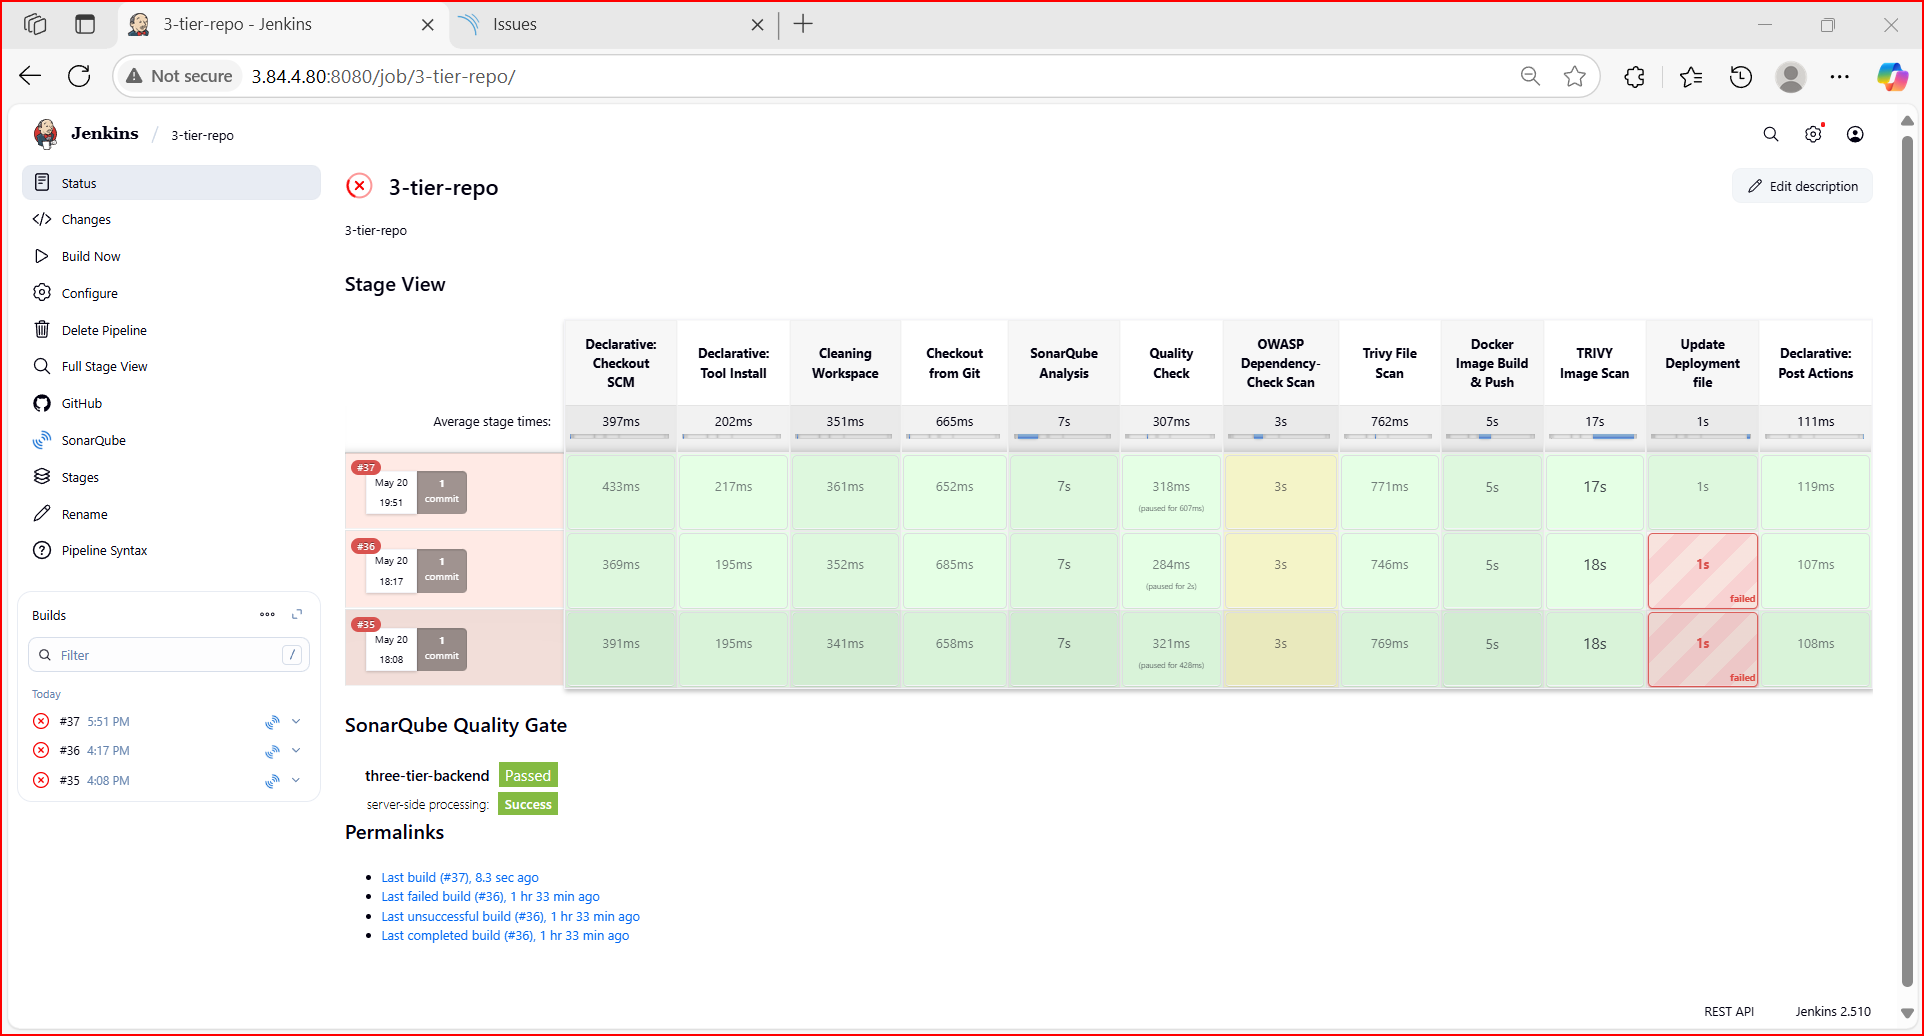 3-tier-repo - Jenkins
Issues
Not secure
3.84.4.80:8080/job/3-tier-repo/
Jenkins / 3-tier-repo
Status
Changes
Build Now
Configure
Delete Pipeline
Full Stage View
GitHub
SonarQube
Stages
Rename
Pipeline Syntax
Builds
Filter
/
Today
#37 5:51 PM
#36 4:17 PM
#35 4:08 PM
3-tier-repo
Edit description
3-tier-repo
Stage View
Declarative: Checkout SCM
Declarative: Tool Install
Cleaning Workspace
Checkout from Git
SonarQube Analysis
Quality Check
OWASP Dependency-Check Scan
Trivy File Scan
Docker Image Build & Push
TRIVY Image Scan
Update Deployment file
Declarative: Post Actions
Average stage times: 397ms 202ms 351ms 665ms 7s 307ms 3s 762ms 5s 17s 1s 111ms
#37
May 20 19:51
1 commit
433ms 217ms 361ms 652ms 7s 318ms 3s 771ms 5s 17s 1s 119ms
(paused for 607ms)
#36
May 20 18:17
1 commit
369ms 195ms 352ms 685ms 7s 284ms 3s 746ms 5s 18s 1s 107ms
(paused for 2s)
failed
#35
May 20 18:08
1 commit
391ms 195ms 341ms 658ms 7s 321ms 3s 769ms 5s 18s 1s 108ms
(paused for 428ms)
failed
SonarQube Quality Gate
three-tier-backend Passed
server-side processing: Success
Permalinks
Last build (#37), 8.3 sec ago
Last failed build (#36), 1 hr 33 min ago
Last unsuccessful build (#36), 1 hr 33 min ago
Last completed build (#36), 1 hr 33 min ago
REST API
Jenkins 2.510